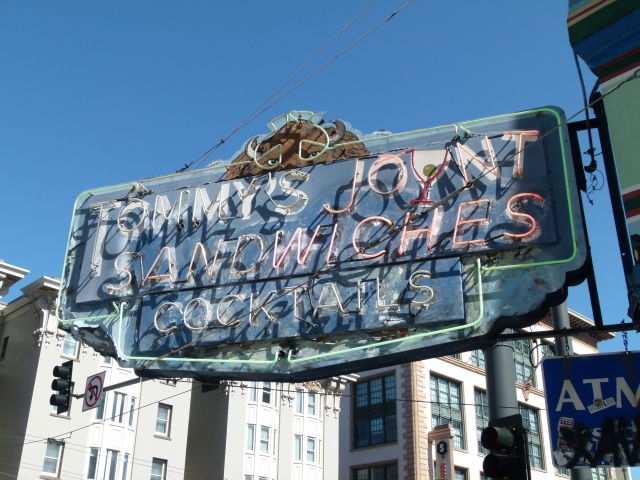 TOMMY'S JOYNT
SANDWICHES
COCKTAILS
ATM
S